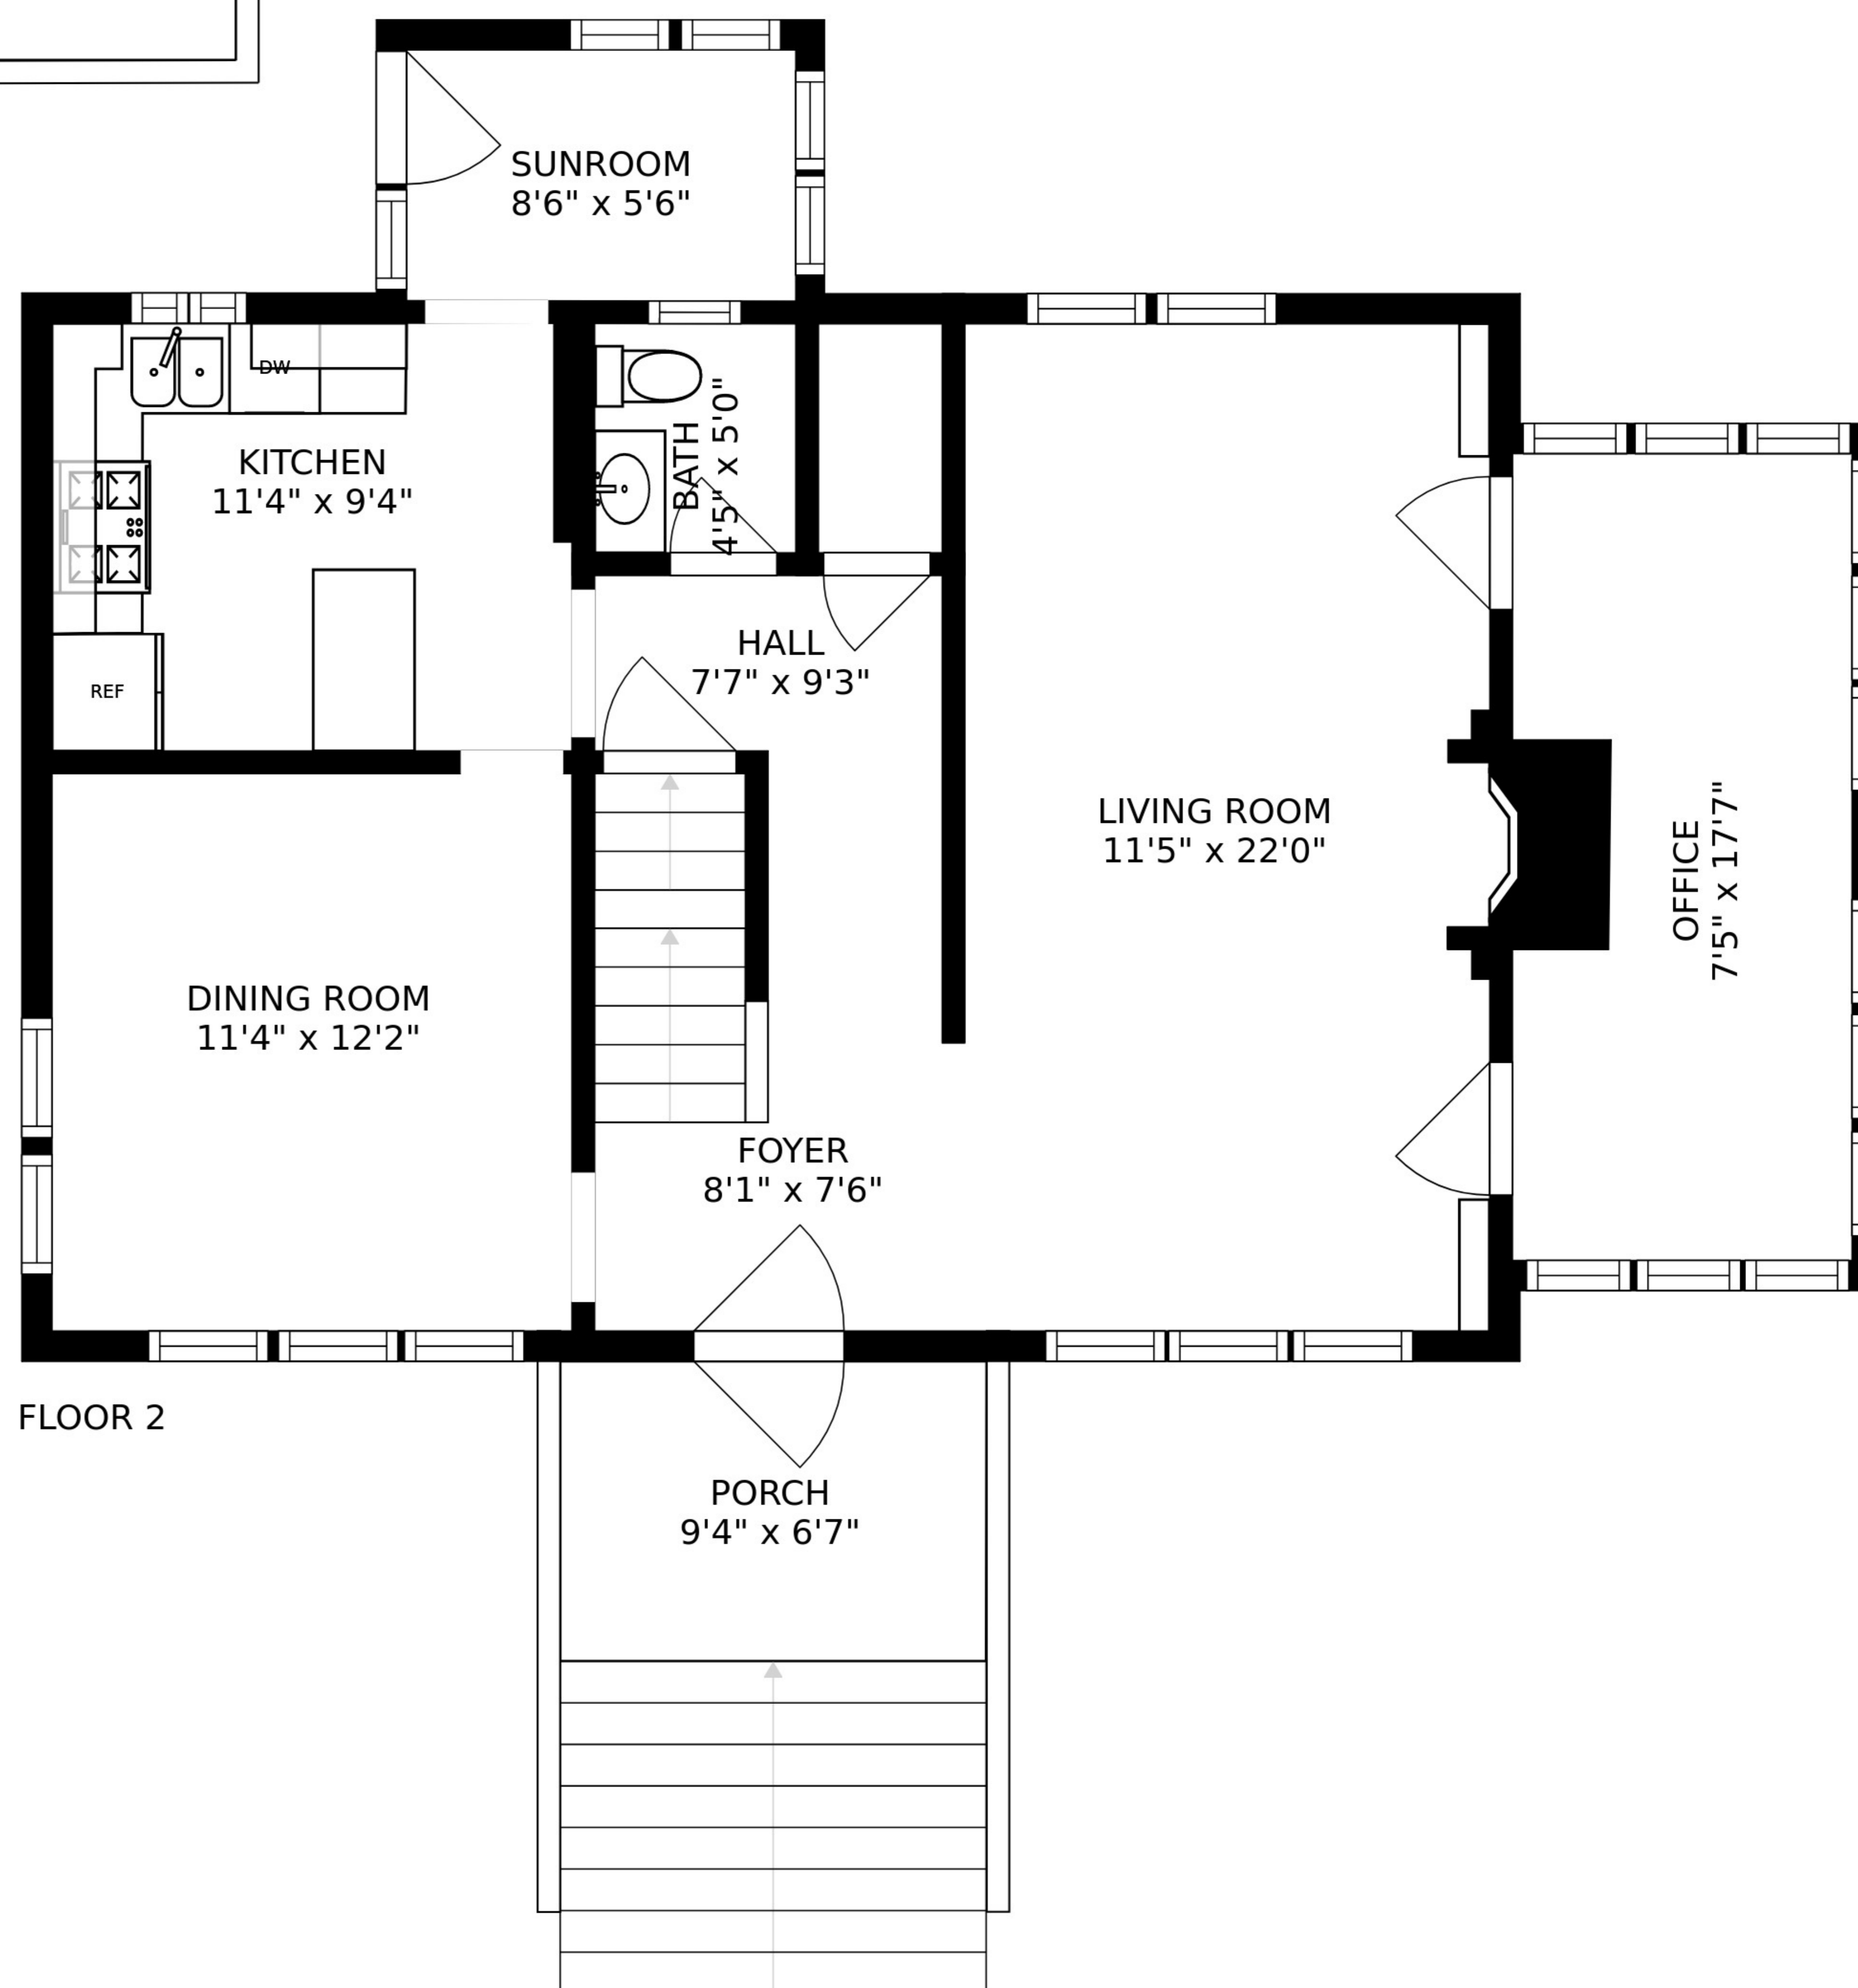 SUNROOM
8'6" x 5'6"
DW
KITCHEN
11'4" x 9'4"
BATH
4'5" x 5'0"
HALL
7'7" x 9'3"
REF
LIVING ROOM
11'5" x 22'0"
OFFICE
7'5" x 17'7"
DINING ROOM
11'4" x 12'2"
FOYER
8'1" x 7'6"
FLOOR 2
PORCH
9'4" x 6'7"